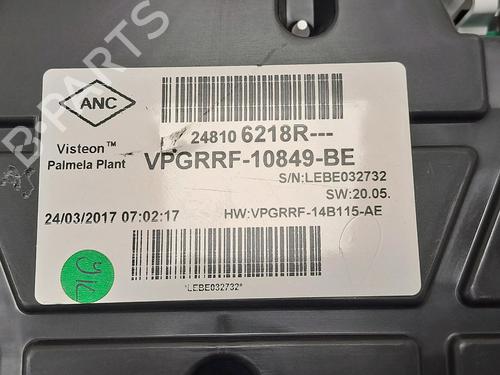 ANC
24810 6218R---
Visteon™
Palmela Plant
VPGRRF-10849-BE
S/N:LEBE032732
SW:20.05.
24/03/2017 07:02:17
HW:VPGRRF-14B115-AE
*LEBE032732*
B-PARTS